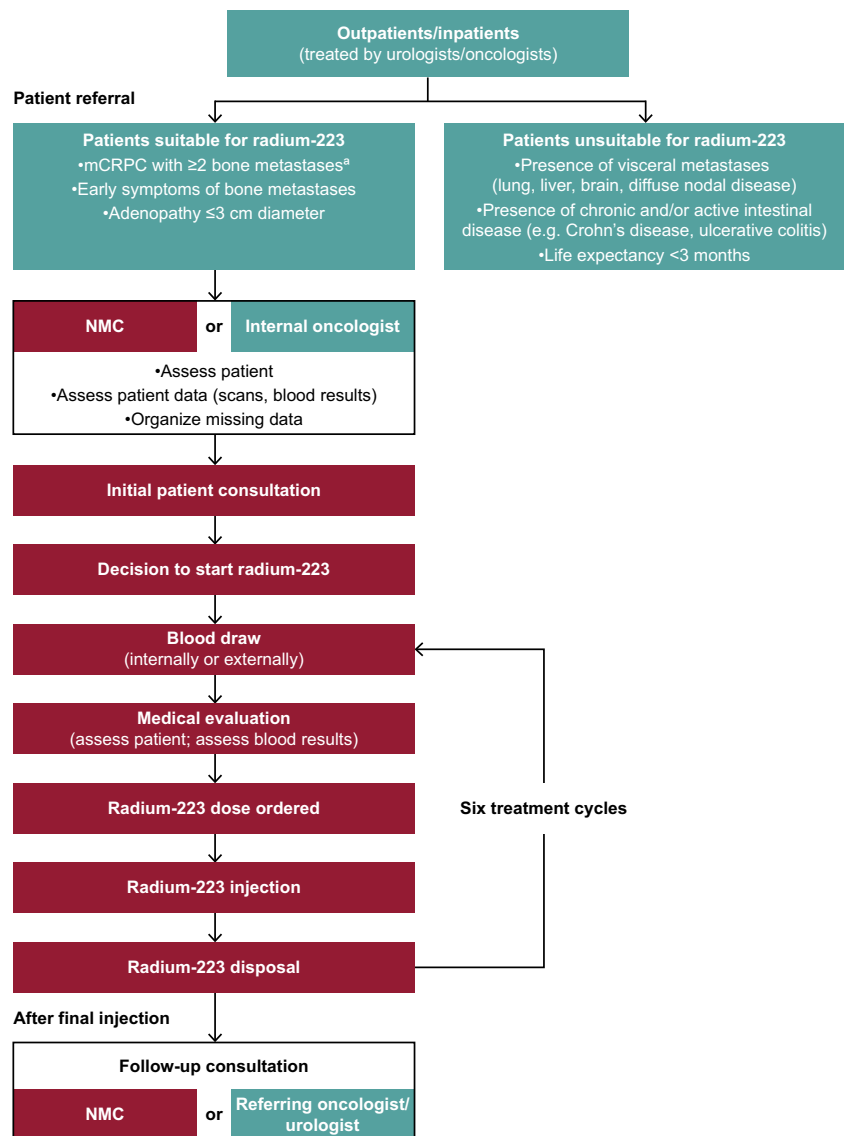 Outpatients/inpatients
(treated by urologists/oncologists)
Patient referral
Patients suitable for radium-223
•mCRPC with ≥2 bone metastasesᵃ
•Early symptoms of bone metastases
•Adenopathy ≤3 cm diameter
Patients unsuitable for radium-223
•Presence of visceral metastases
(lung, liver, brain, diffuse nodal disease)
•Presence of chronic and/or active intestinal
disease (e.g. Crohn's disease, ulcerative colitis)
•Life expectancy <3 months
NMC or Internal oncologist
•Assess patient
•Assess patient data (scans, blood results)
•Organize missing data
Initial patient consultation
Decision to start radium-223
Blood draw
(internally or externally)
Medical evaluation
(assess patient; assess blood results)
Radium-223 dose ordered
Six treatment cycles
Radium-223 injection
Radium-223 disposal
After final injection
Follow-up consultation
NMC or Referring oncologist/
urologist